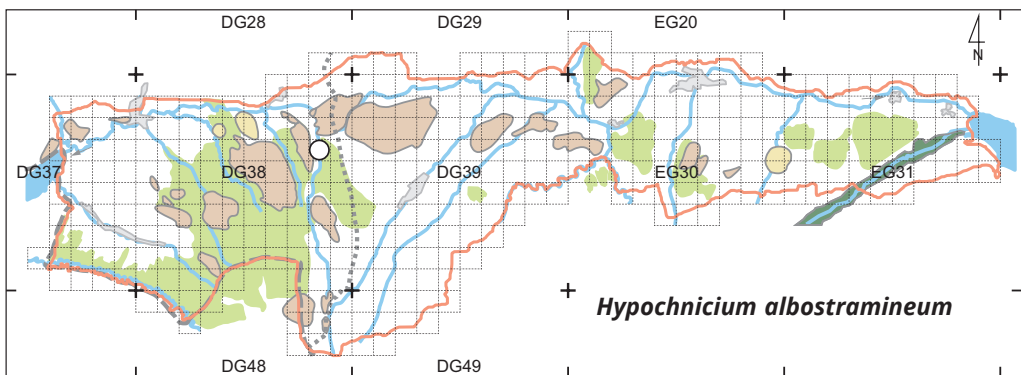 DG28 DG29 EG20
N
DG37 DG38 DG39 EG30 EG31
Hypochnicium albostramineum
DG48 DG49